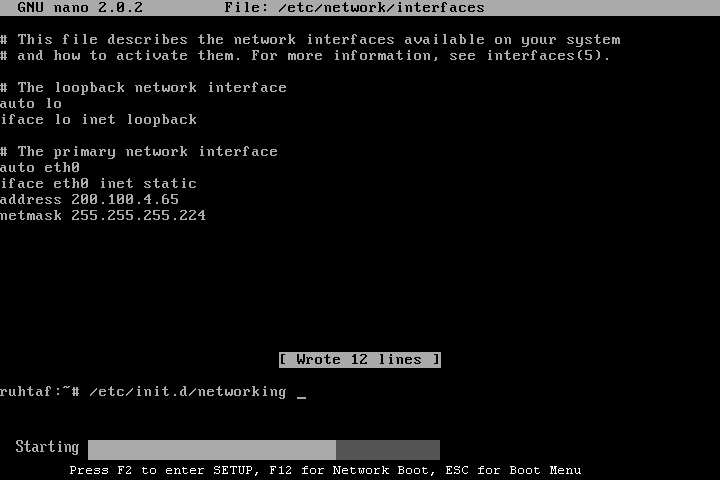 GNU nano 2.0.2 File: /etc/network/interfaces
# This file describes the network interfaces available on your system
# and how to activate them. For more information, see interfaces(5).
# The loopback network interface
auto lo
iface lo inet loopback
# The primary network interface
auto eth0
iface eth0 inet static
address 200.100.4.65
netmask 255.255.255.224
[ Wrote 12 lines ]
ruhtaf:~# /etc/init.d/networking _
Starting
Press F2 to enter SETUP, F12 for Network Boot, ESC for Boot Menu